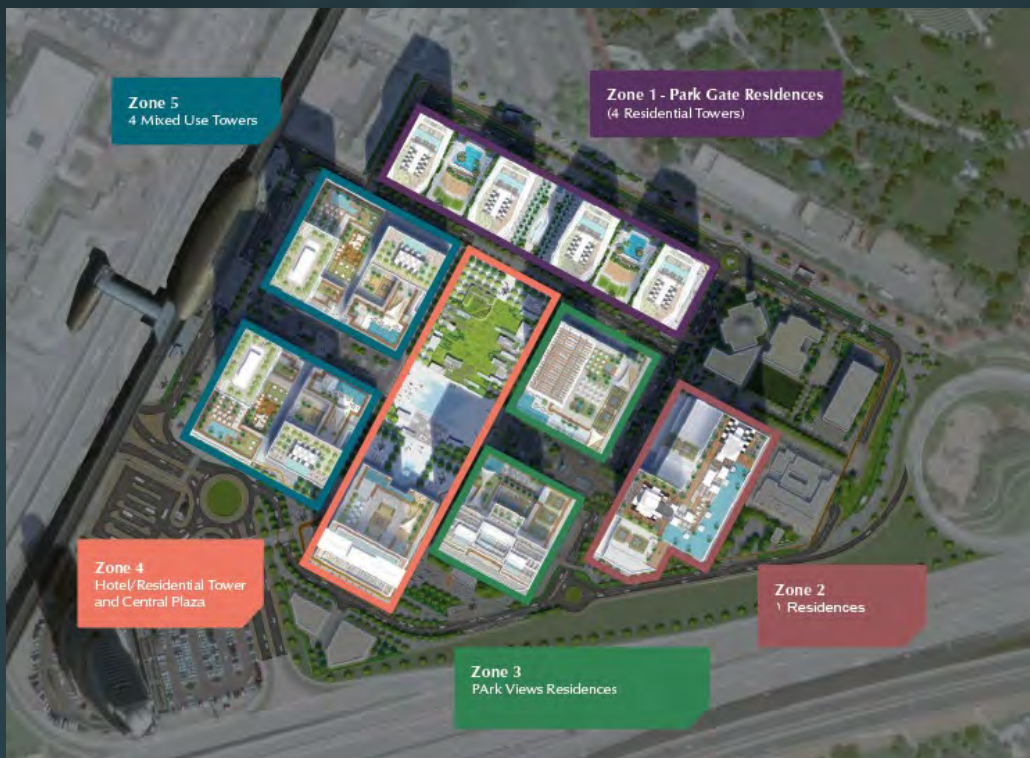 Zone 5
4 Mixed Use Towers
Zone 1 - Park Gate Residences
(4 Residential Towers)
Zone 4
Hotel/Residential Tower
and Central Plaza
Zone 2
1 Residences
Zone 3
PArk Views Residences